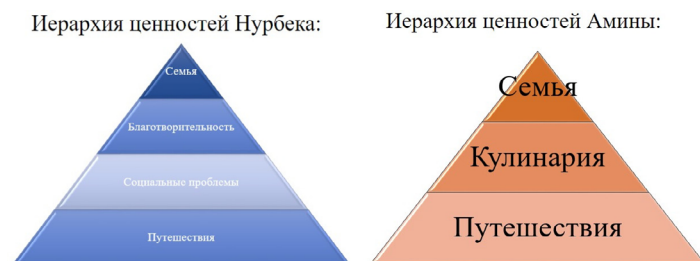 Иерархия ценностей Нурбека:
Семья
Благотворительность
Социальные проблемы
Путешествия
Иерархия ценностей Амины:
Семья
Кулинария
Путешествия